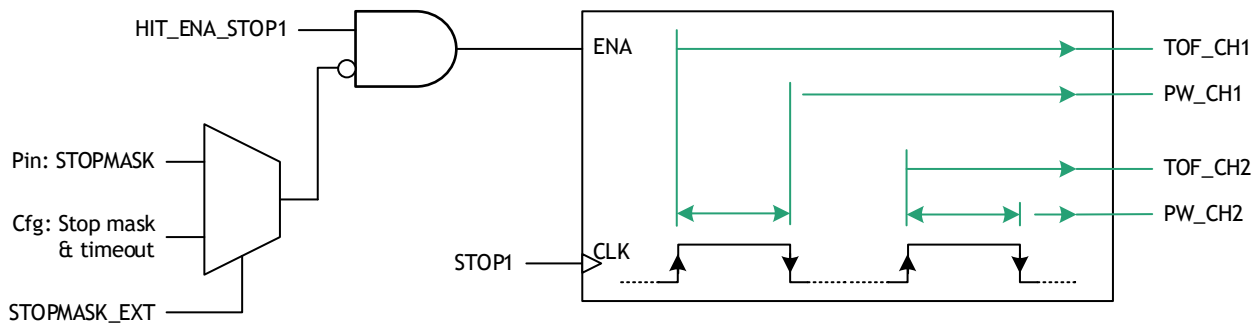 HIT_ENA_STOP1
ENA
TOF_CH1
PW_CH1
Pin: STOPMASK
TOF_CH2
Cfg: Stop mask
& timeout
PW_CH2
STOP1
CLK
STOPMASK_EXT